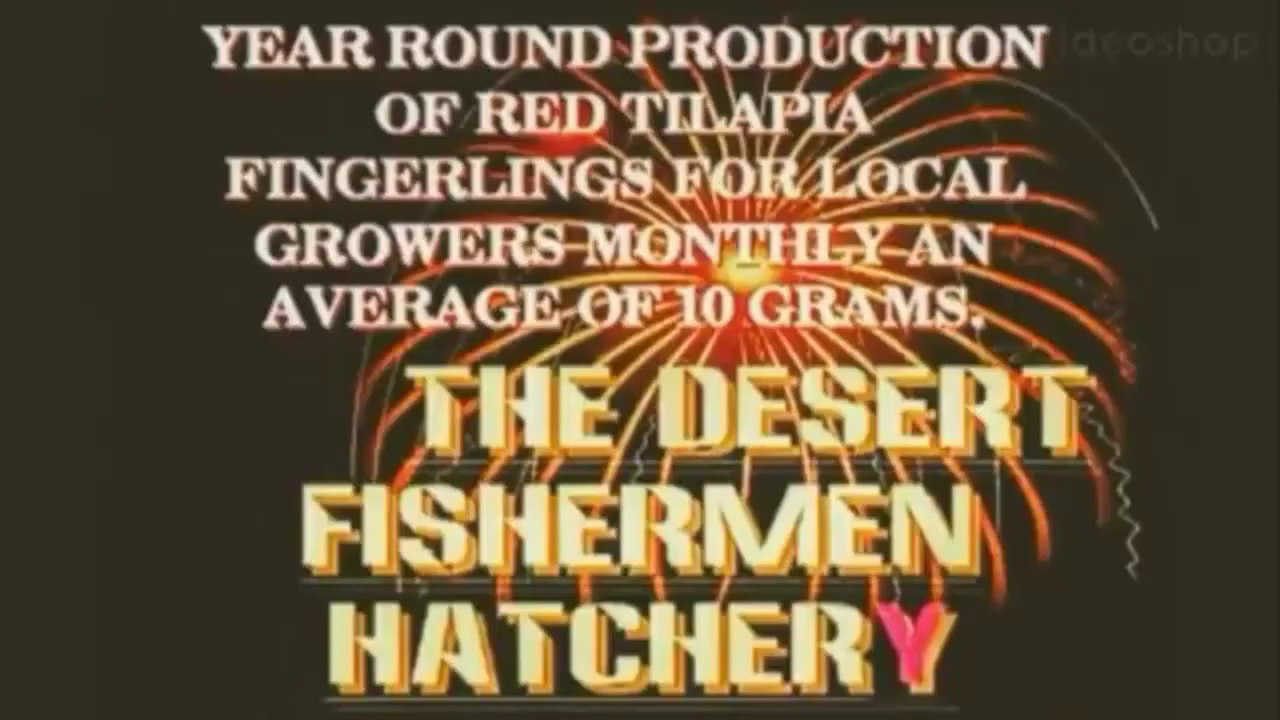 YEAR ROUND PRODUCTION
OF RED TILAPIA
FINGERLINGS FOR LOCAL
GROWERS MONTHLY AN
AVERAGE OF 10 GRAMS.
THE DESERT
FISHERMEN
HATCHERY
ideoshop